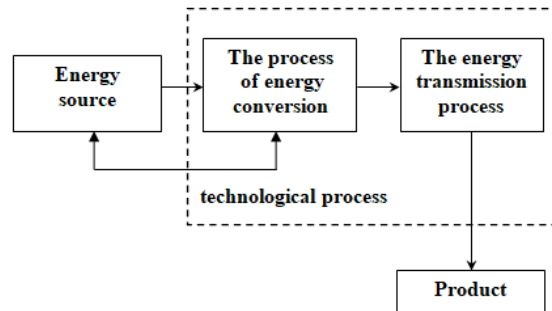 Energy
source
The process
of energy
conversion
The energy
transmission
process
technological process
Product